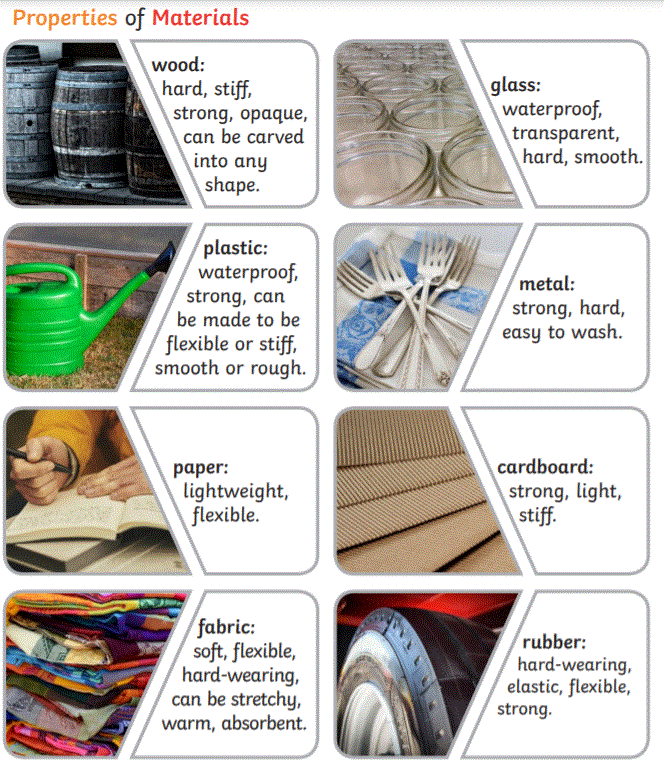 Properties of Materials
wood:
hard, stiff,
strong, opaque,
can be carved
into any
shape.
glass:
waterproof,
transparent,
hard, smooth.
plastic:
waterproof,
strong, can
be made to be
flexible or stiff,
smooth or rough.
metal:
strong, hard,
easy to wash.
paper:
lightweight,
flexible.
cardboard:
strong, light,
stiff.
fabric:
soft, flexible,
hard-wearing,
can be stretchy,
warm, absorbent.
rubber:
hard-wearing,
elastic, flexible,
strong.